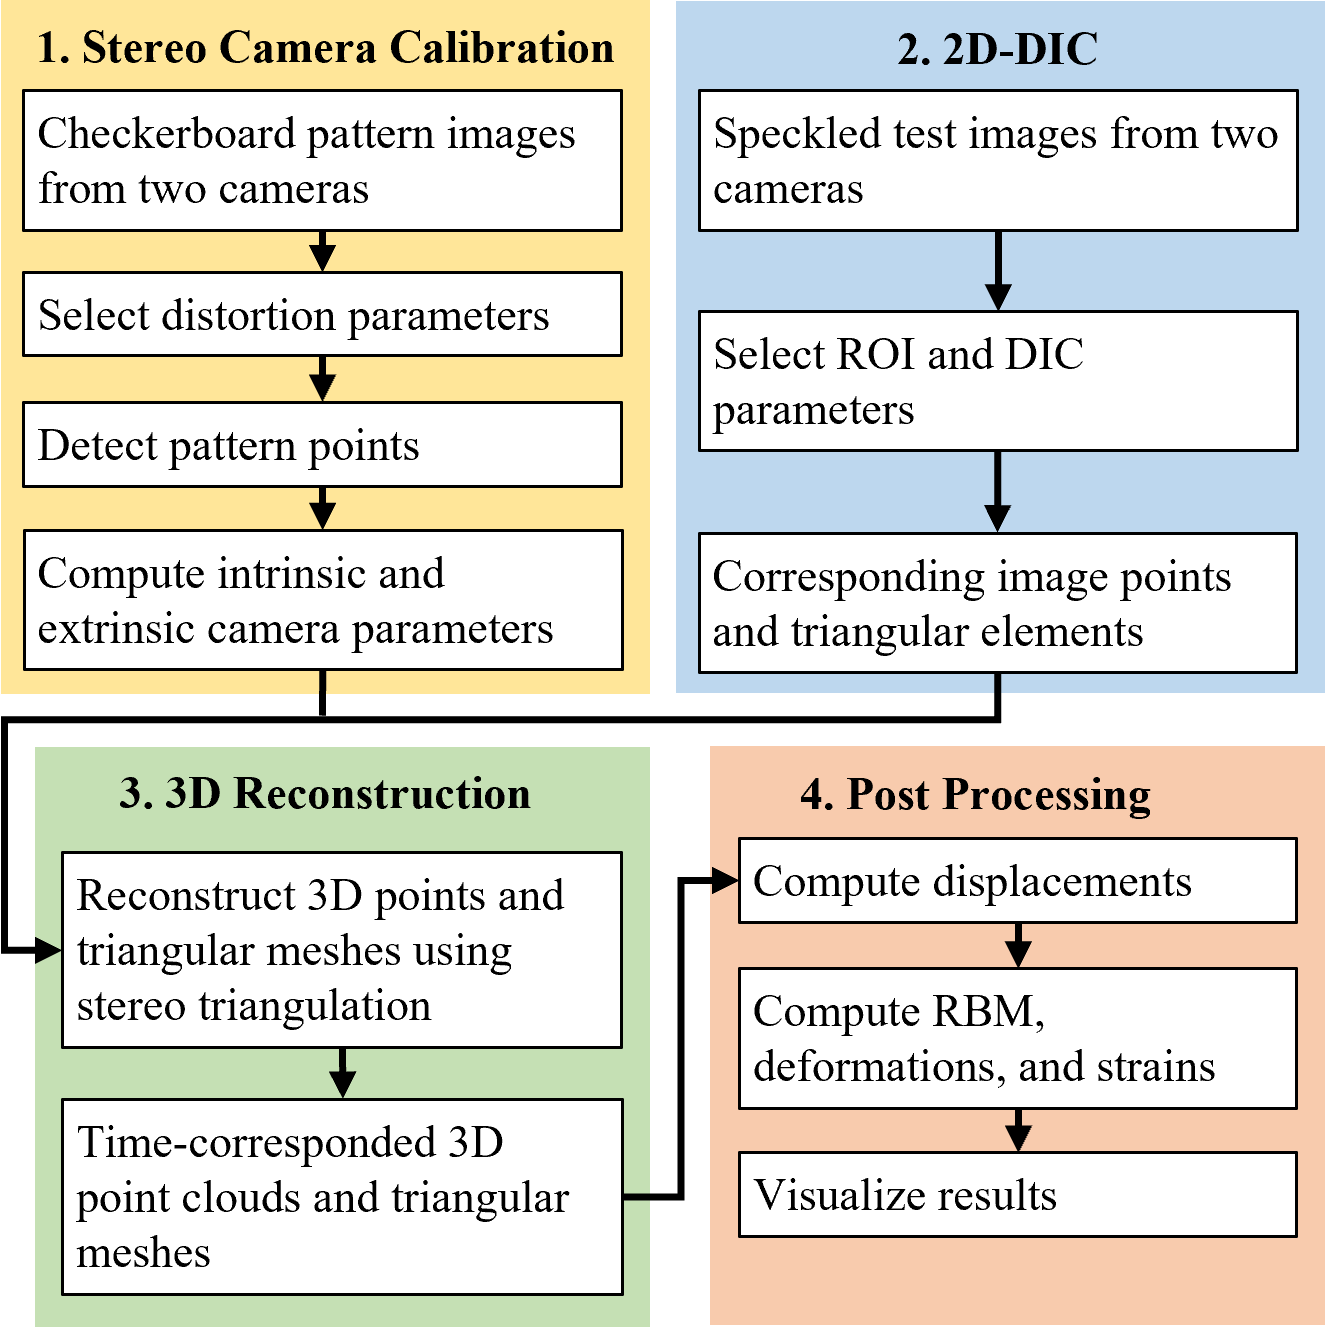 1. Stereo Camera Calibration
Checkerboard pattern images
from two cameras
Select distortion parameters
Detect pattern points
Compute intrinsic and
extrinsic camera parameters
2. 2D-DIC
Speckled test images from two
cameras
Select ROI and DIC
parameters
Corresponding image points
and triangular elements
3. 3D Reconstruction
Reconstruct 3D points and
triangular meshes using
stereo triangulation
Time-corresponded 3D
point clouds and triangular
meshes
4. Post Processing
Compute displacements
Compute RBM,
deformations, and strains
Visualize results